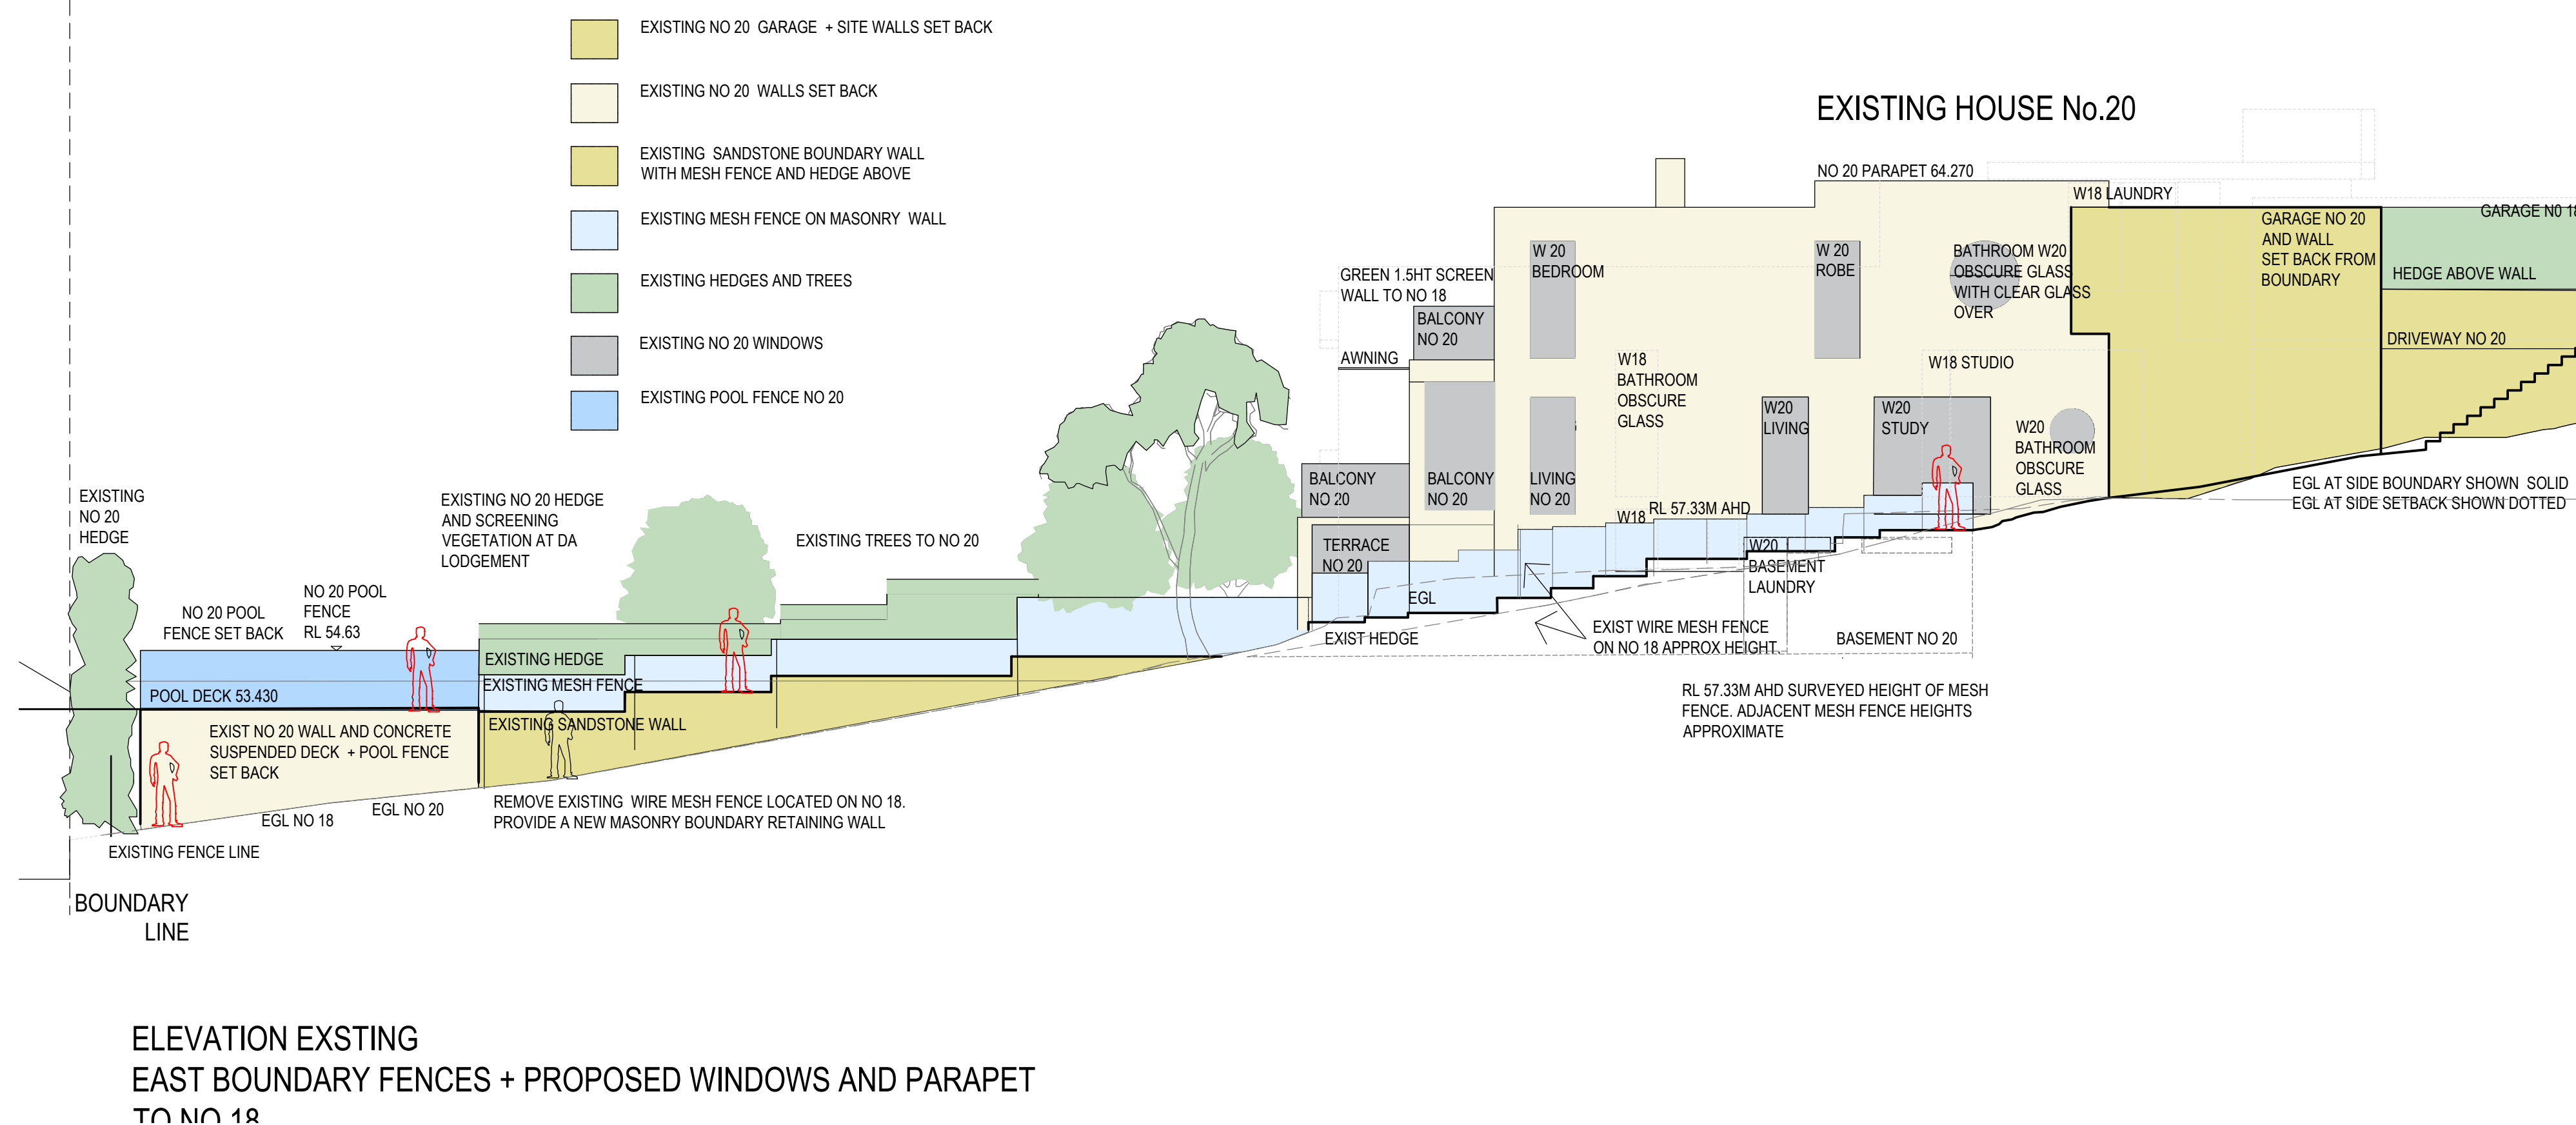 EXISTING NO 20  GARAGE  + SITE WALLS SET BACK
EXISTING NO 20  WALLS SET BACK
EXISTING  SANDSTONE BOUNDARY WALL
WITH MESH FENCE AND HEDGE ABOVE
EXISTING MESH FENCE ON MASONRY  WALL
EXISTING HEDGES AND TREES
EXISTING NO 20 WINDOWS
EXISTING POOL FENCE NO 20
EXISTING HOUSE No.20
NO 20 PARAPET 64.270
W18 LAUNDRY
GARAGE NO 20
AND WALL
SET BACK FROM
BOUNDARY
GARAGE N0 18
HEDGE ABOVE WALL
DRIVEWAY NO 20
GREEN 1.5HT SCREEN
WALL TO NO 18
W 20
BEDROOM
W 20
ROBE
BATHROOM W20
OBSCURE GLASS
WITH CLEAR GLASS
OVER
BALCONY
NO 20
AWNING
W18
BATHROOM
OBSCURE
GLASS
W18 STUDIO
W20
LIVING
W20
STUDY
W20
BATHROOM
OBSCURE
GLASS
BALCONY
NO 20
BALCONY
NO 20
LIVING
NO 20
W18
RL 57.33M AHD
EGL AT SIDE BOUNDARY SHOWN  SOLID
EGL AT SIDE SETBACK SHOWN DOTTED
TERRACE
NO 20
W20
BASEMENT
LAUNDRY
EGL
EXIST HEDGE
EXIST WIRE MESH FENCE
ON NO 18 APPROX HEIGHT.
BASEMENT NO 20
RL 57.33M AHD SURVEYED HEIGHT OF MESH
FENCE. ADJACENT MESH FENCE HEIGHTS
APPROXIMATE
EXISTING
NO 20
HEDGE
EXISTING NO 20 HEDGE
AND SCREENING
VEGETATION AT DA
LODGEMENT
EXISTING TREES TO NO 20
NO 20 POOL
FENCE SET BACK
NO 20 POOL
FENCE
RL 54.63
EXISTING HEDGE
EXISTING MESH FENCE
POOL DECK 53.430
EXISTING SANDSTONE WALL
EXIST NO 20 WALL AND CONCRETE
SUSPENDED DECK  + POOL FENCE
SET BACK
EGL NO 20
EGL NO 18
REMOVE EXISTING  WIRE MESH FENCE LOCATED ON NO 18.
PROVIDE A NEW MASONRY BOUNDARY RETAINING WALL
EXISTING FENCE LINE
BOUNDARY
LINE
ELEVATION EXSTING
EAST BOUNDARY FENCES + PROPOSED WINDOWS AND PARAPET
TO NO 18